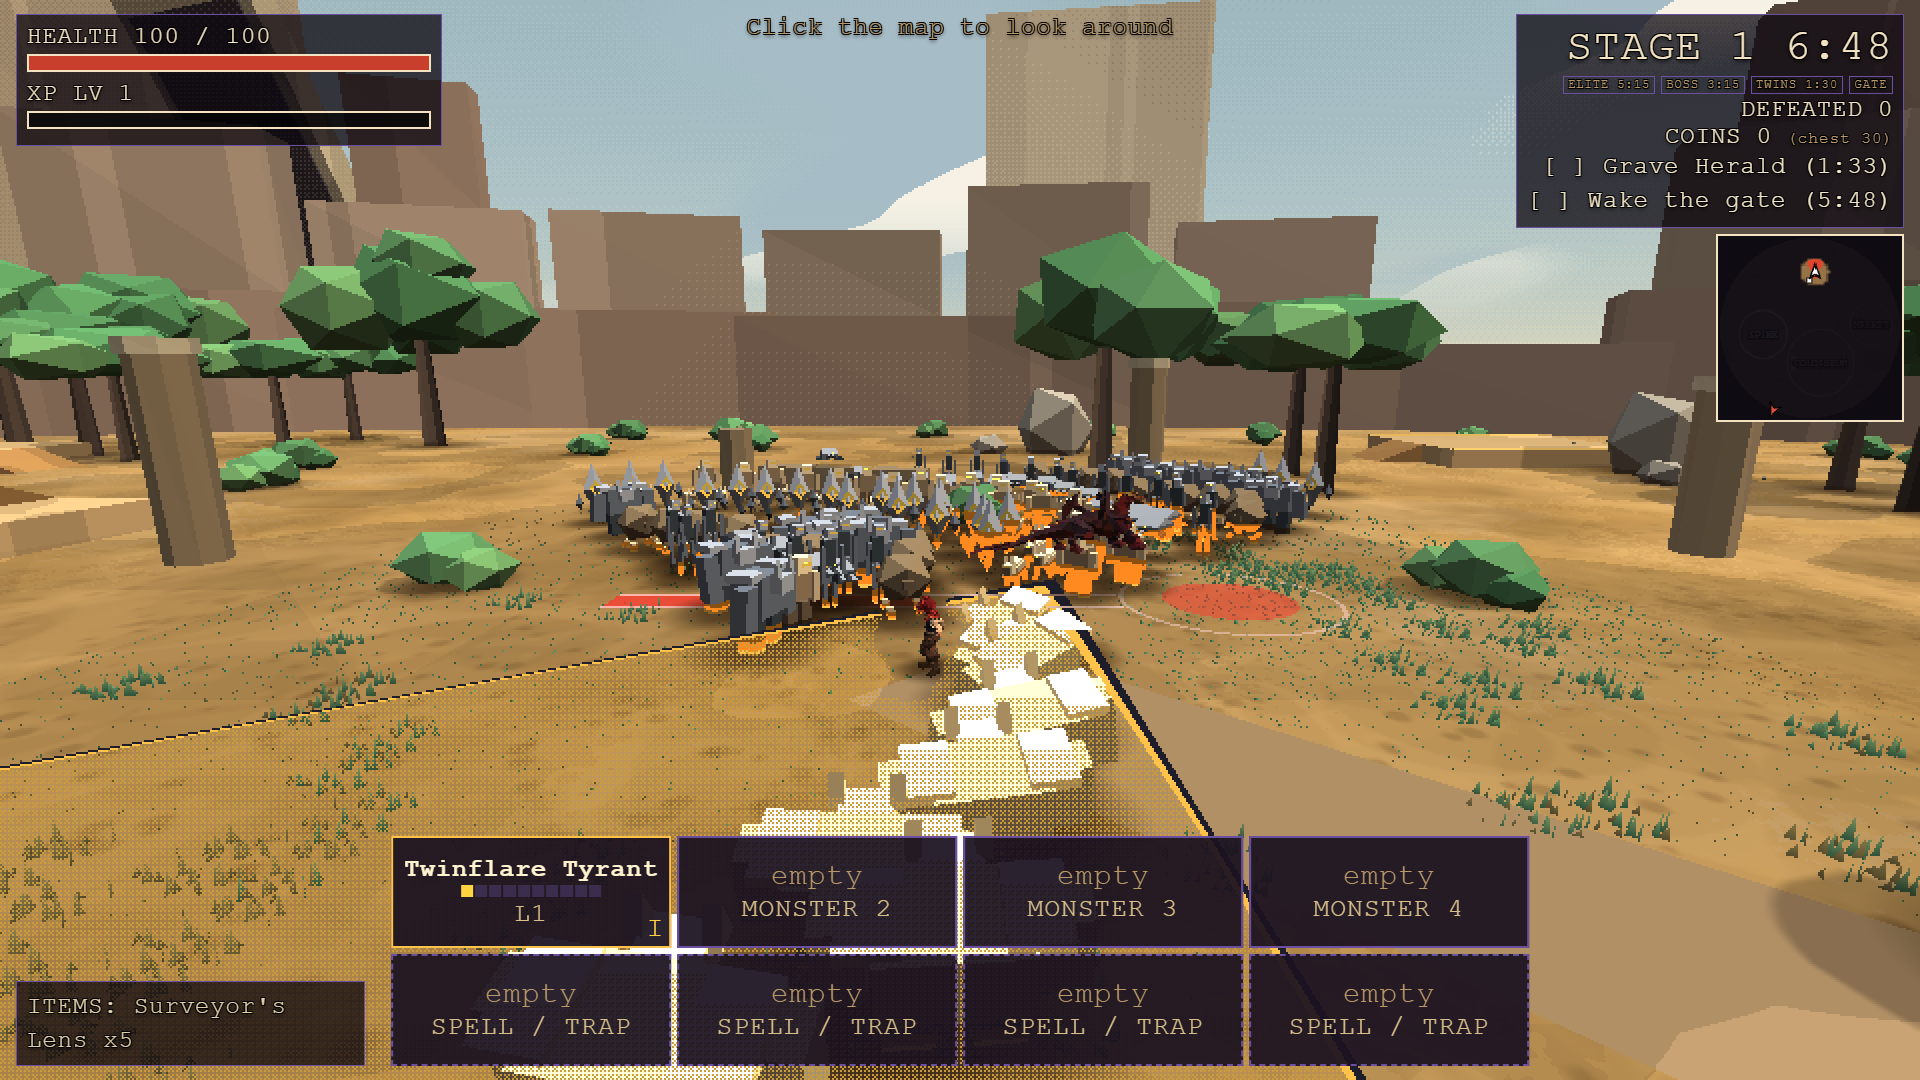 HEALTH 100 / 100
XP LV 1
Click the map to look around
STAGE 1 6:48
ELITE 5:15 BOSS 3:15 TWINS 1:30 GATE
DEFEATED 0
COINS 0 (chest 30)
[ ] Grave Herald (1:33)
[ ] Wake the gate (5:48)
Twinflare Tyrant
L1
I
empty
MONSTER 2
empty
MONSTER 3
empty
MONSTER 4
empty
SPELL / TRAP
empty
SPELL / TRAP
empty
SPELL / TRAP
empty
SPELL / TRAP
ITEMS: Surveyor's
Lens x5